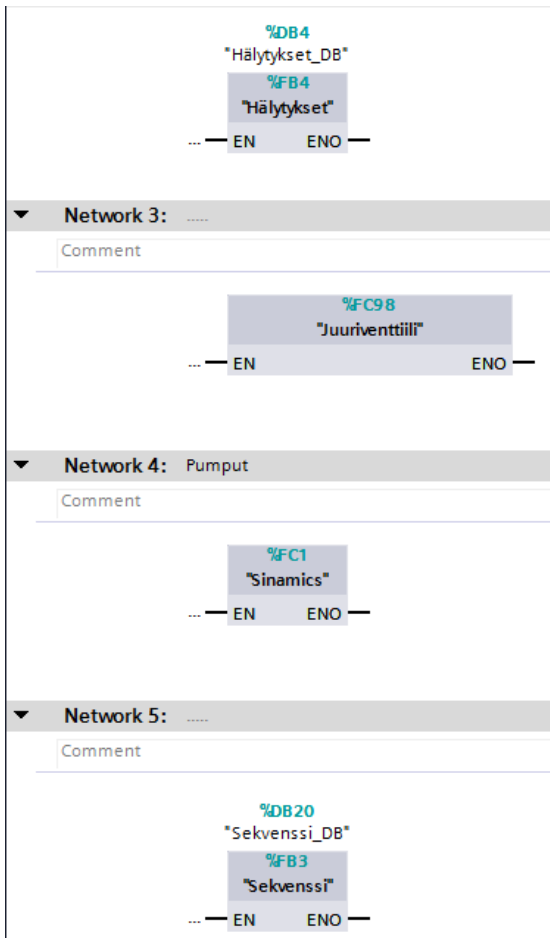 %DB4
"Hälytykset_DB"
%FB4
"Hälytykset"
... EN ENO
Network 3: .....
Comment
%FC98
"Juuriventtiili"
... EN ENO
Network 4: Pumput
Comment
%FC1
"Sinamics"
... EN ENO
Network 5: .....
Comment
%DB20
"Sekvenssi_DB"
%FB3
"Sekvenssi"
... EN ENO